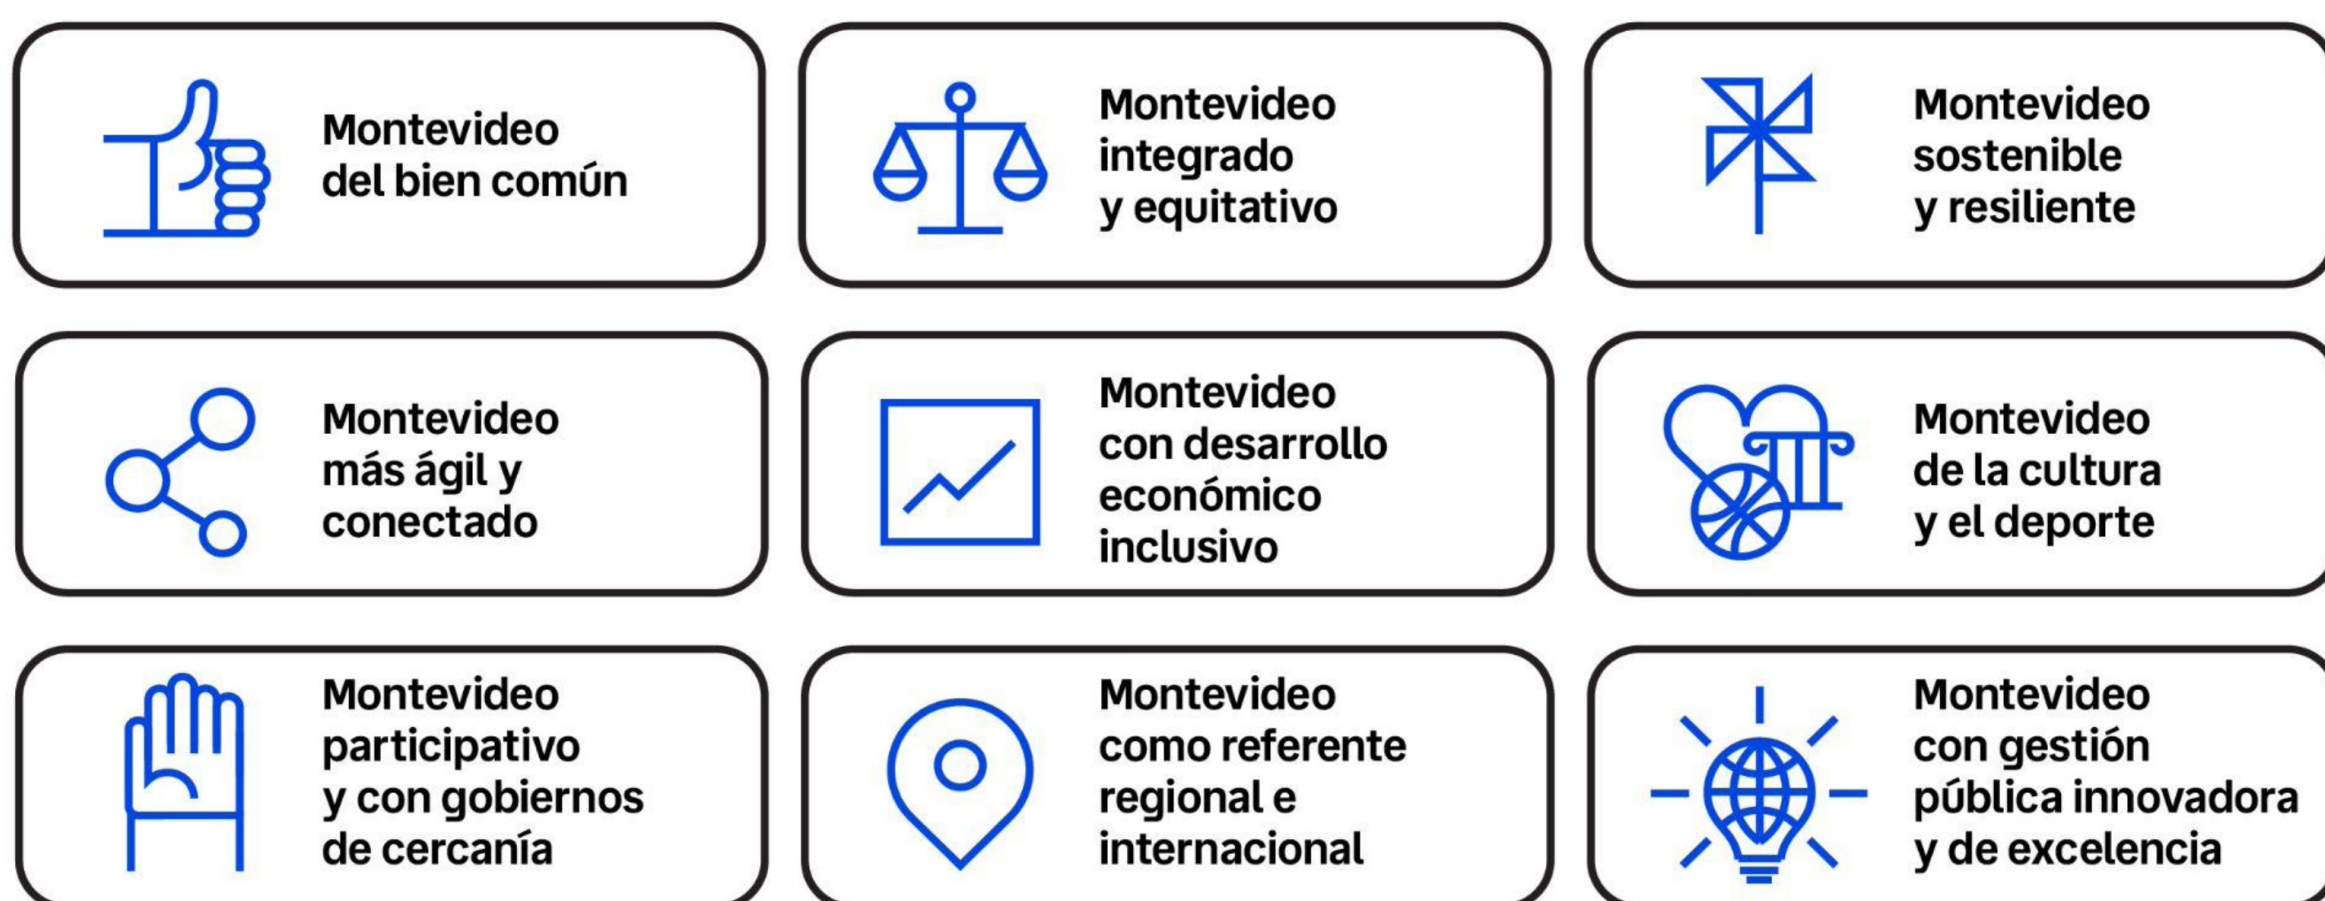 Montevideo
del bien común
Montevideo
integrado
y equitativo
Montevideo
sostenible
y resiliente
Montevideo
más ágil y
conectado
Montevideo
con desarrollo
económico
inclusivo
Montevideo
de la cultura
y el deporte
Montevideo
participativo
y con gobiernos
de cercanía
Montevideo
como referente
regional e
internacional
Montevideo
con gestión
pública innovadora
y de excelencia